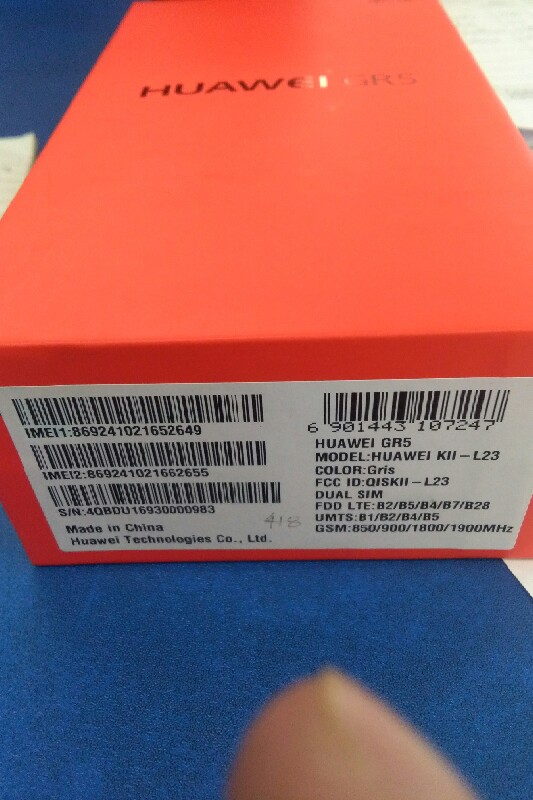 HUAWEI GR5
IMEI1:869241021652649
IMEI2:869241021662655
S/N:4QBDU16930000983
Made in China
Huawei Technologies Co., Ltd.
418
6 901443 107247
HUAWEI GR5
MODEL:HUAWEI KII-L23
COLOR:Gris
FCC ID:QISKII-L23
DUAL SIM
FDD LTE:B2/B5/B4/B7/B28
UMTS:B1/B2/B4/B5
GSM:850/900/1800/1900MHz